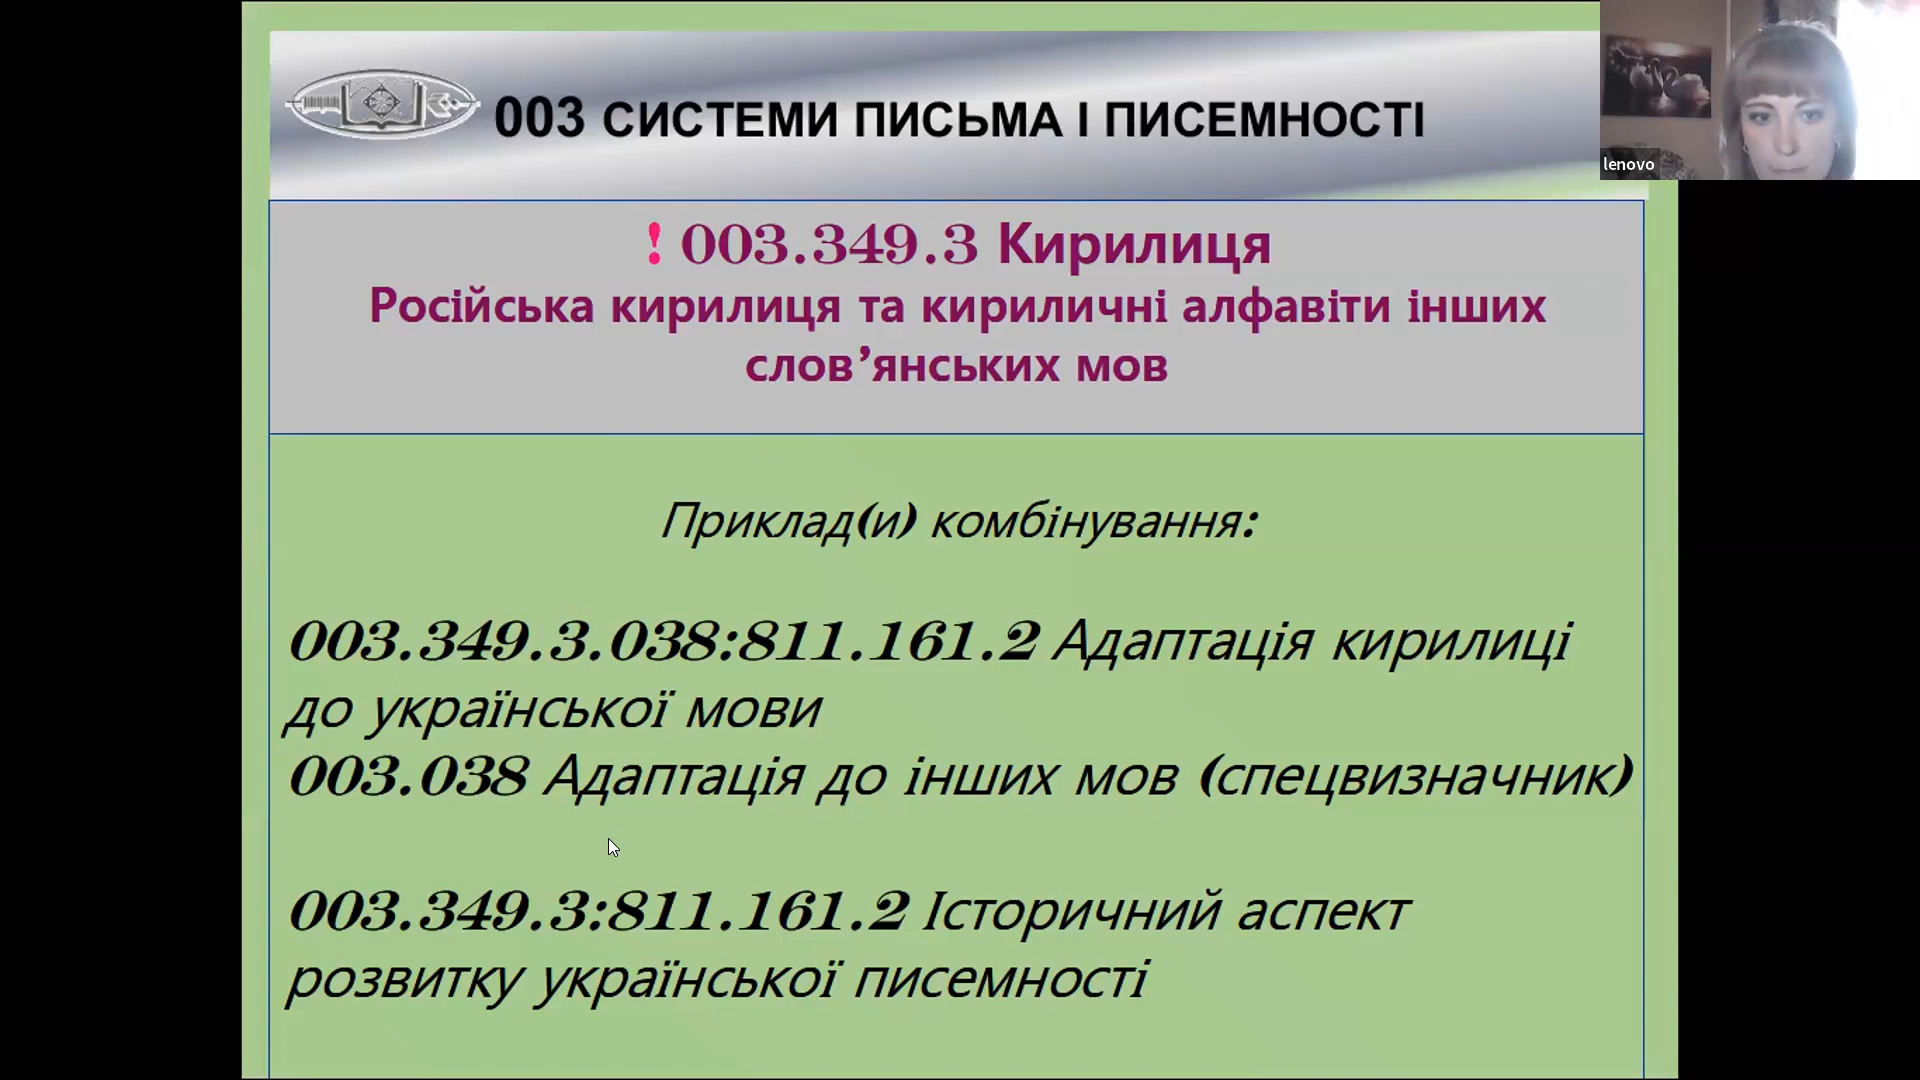 003 СИСТЕМИ ПИСЬМА І ПИСЕМНОСТІ
lenovo
! 003.349.3 Кирилиця
Російська кирилиця та кириличні алфавіти інших
слов’янських мов
Приклад(и) комбінування:
003.349.3.038:811.161.2 Адаптація кирилиці
до української мови
003.038 Адаптація до інших мов (спецвизначник)
003.349.3:811.161.2 Історичний аспект
розвитку української писемності